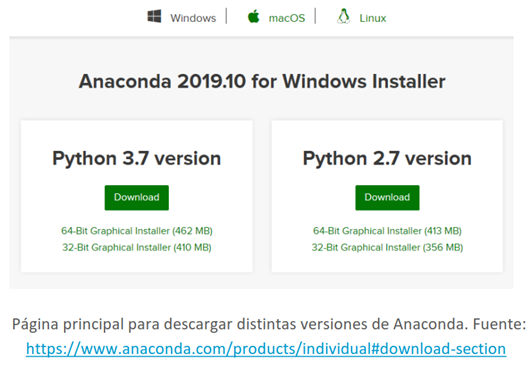 Windows | macOS | Linux
Anaconda 2019.10 for Windows Installer
Python 3.7 version
Download
64-Bit Graphical Installer (462 MB)
32-Bit Graphical Installer (410 MB)
Python 2.7 version
Download
64-Bit Graphical Installer (413 MB)
32-Bit Graphical Installer (356 MB)
Página principal para descargar distintas versiones de Anaconda. Fuente:
https://www.anaconda.com/products/individual#download-section